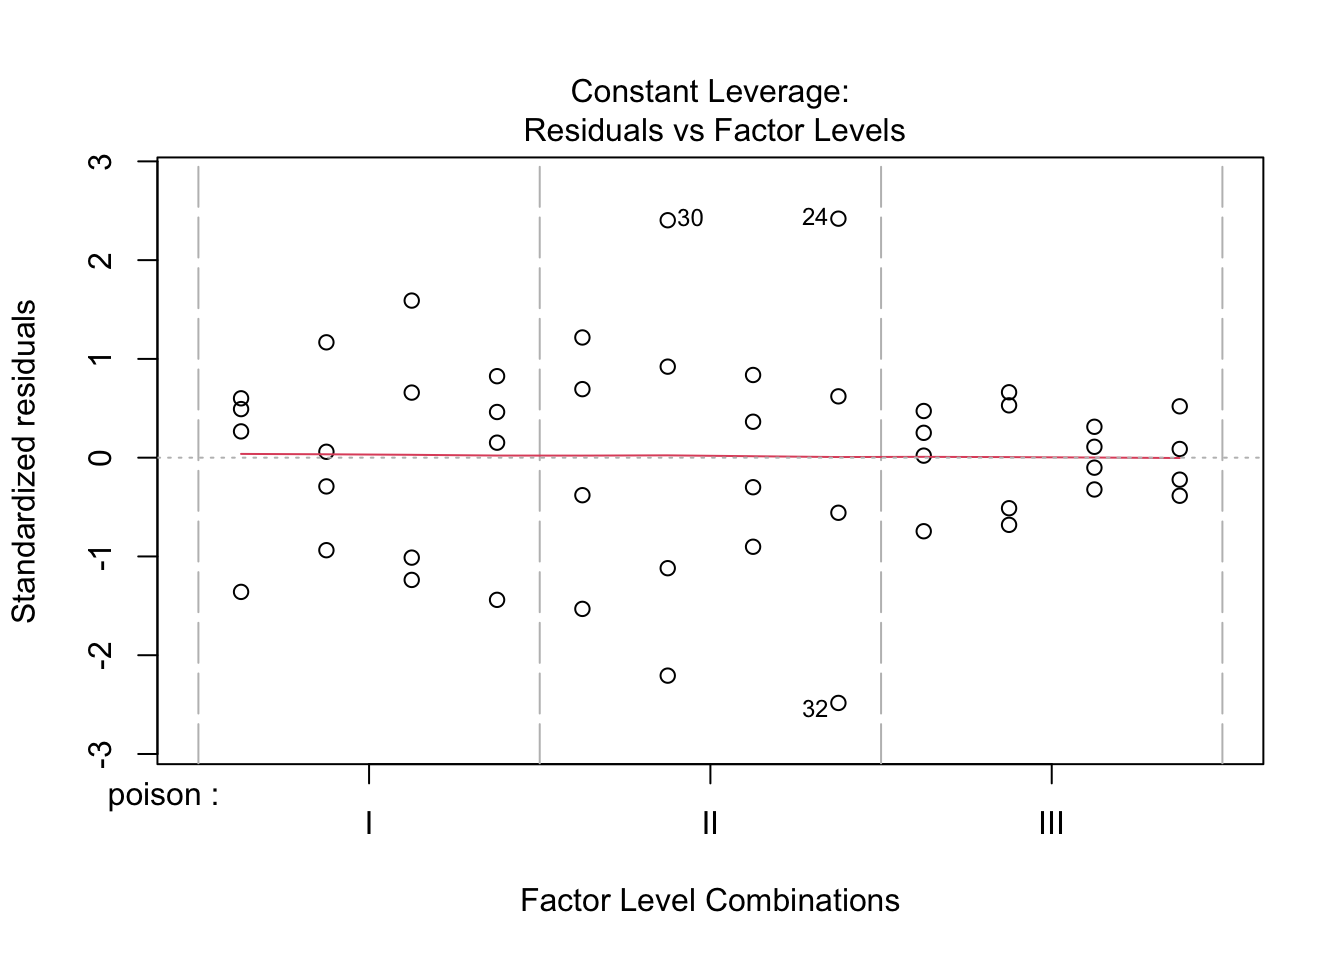 Constant Leverage:
Residuals vs Factor Levels
Standardized residuals
3
2
1
0
-1
-2
-3
30
24
32
poison :
I
II
III
Factor Level Combinations